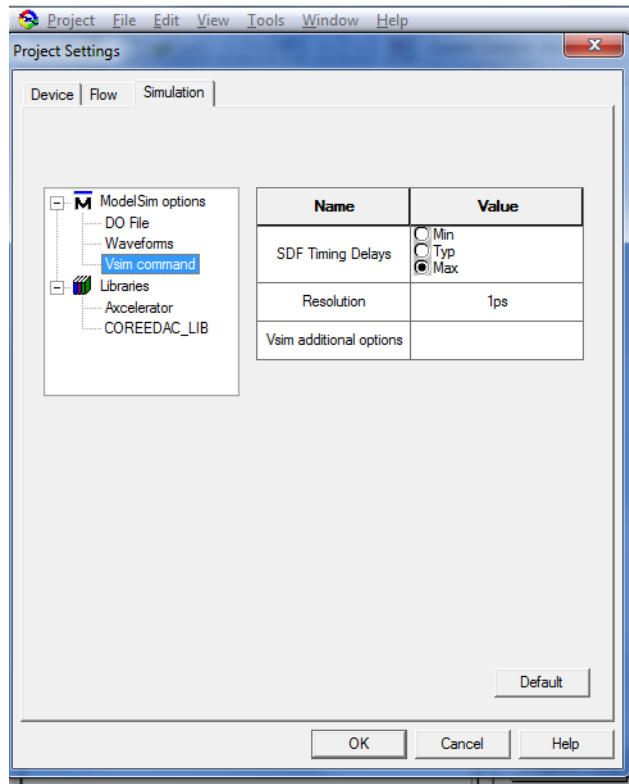 Project File Edit View Tools Window Help
Project Settings
Device Flow Simulation
ModelSim options
DO File
Waveforms
Vsim command
Libraries
Axcelerator
COREEDAC_LIB
Name Value
SDF Timing Delays
Min
Typ
Max
Resolution 1ps
Vsim additional options
Default
OK Cancel Help